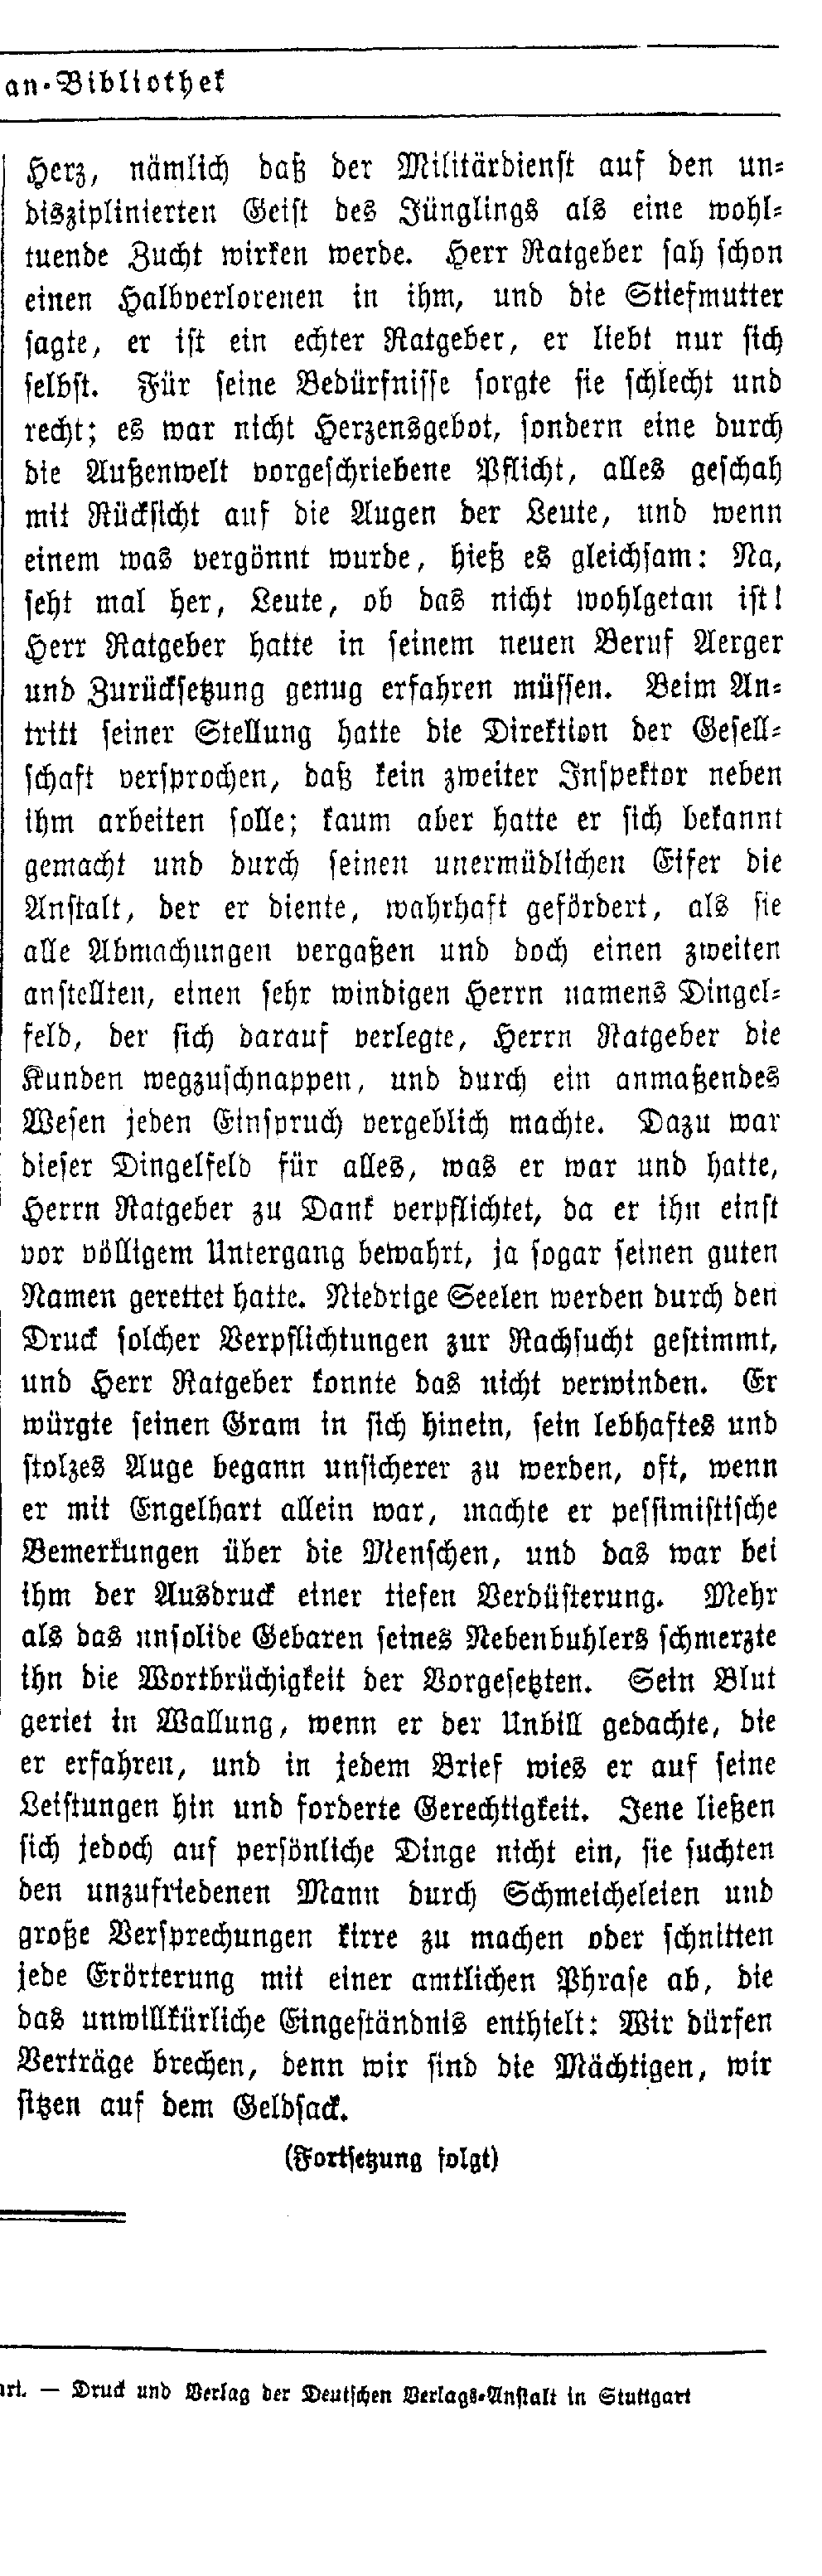 an-Bibliothek
Herz, nämlich daß der Militärdienst auf den un-
disziplinierten Geist des Jünglings als eine wohl-
tuende Zucht wirken werde. Herr Ratgeber sah schon
einen Halbverlorenen in ihm, und die Stiefmutter
sagte, er ist ein echter Ratgeber, er liebt nur sich
selbst. Für seine Bedürfnisse sorgte sie schlecht und
recht; es war nicht Herzensgebot, sondern eine durch
die Außenwelt vorgeschriebene Pflicht, alles geschah
mit Rücksicht auf die Augen der Leute, und wenn
einem was vergönnt wurde, hieß es gleichsam: Na,
seht mal her, Leute, ob das nicht wohlgetan ist!
Herr Ratgeber hatte in seinem neuen Beruf Aerger
und Zurücksetzung genug erfahren müssen. Beim An-
tritt seiner Stellung hatte die Direktion der Gesell-
schaft versprochen, daß kein zweiter Inspektor neben
ihm arbeiten solle; kaum aber hatte er sich bekannt
gemacht und durch seinen unermüdlichen Eifer die
Anstalt, der er diente, wahrhaft gefördert, als sie
alle Abmachungen vergaßen und doch einen zweiten
anstellten, einen sehr windigen Herrn namens Dingel-
feld, der sich darauf verlegte, Herrn Ratgeber die
Kunden wegzuschnappen, und durch ein anmaßendes
Wesen jeden Einspruch vergeblich machte. Dazu war
dieser Dingelfeld für alles, was er war und hatte,
Herrn Ratgeber zu Dank verpflichtet, da er ihn einst
vor völligem Untergang bewahrt, ja sogar seinen guten
Namen gerettet hatte. Niedrige Seelen werden durch den
Druck solcher Verpflichtungen zur Rachsucht gestimmt,
und Herr Ratgeber konnte das nicht verwinden. Er
würgte seinen Gram in sich hinein, sein lebhaftes und
stolzes Auge begann unsicherer zu werden, oft, wenn
er mit Engelhart allein war, machte er pessimistische
Bemerkungen über die Menschen, und das war bei
ihm der Ausdruck einer tiefen Verdüsterung. Mehr
als das unsolide Gebaren seines Nebenbuhlers schmerzte
ihn die Wortbrüchigkeit der Vorgesetzten. Sein Blut
geriet in Wallung, wenn er der Unbill gedachte, die
er erfahren, und in jedem Brief wies er auf seine
Leistungen hin und forderte Gerechtigkeit. Jene ließen
sich jedoch auf persönliche Dinge nicht ein, sie suchten
den unzufriedenen Mann durch Schmeicheleien und
große Versprechungen kirre zu machen oder schnitten
jede Erörterung mit einer amtlichen Phrase ab, die
das unwillkürliche Eingeständnis enthielt: Wir dürfen
Verträge brechen, denn wir sind die Mächtigen, wir
sitzen auf dem Geldsack.
(Fortsetzung folgt)
art. — Druck und Verlag der Deutschen Verlags-Anstalt in Stuttgart